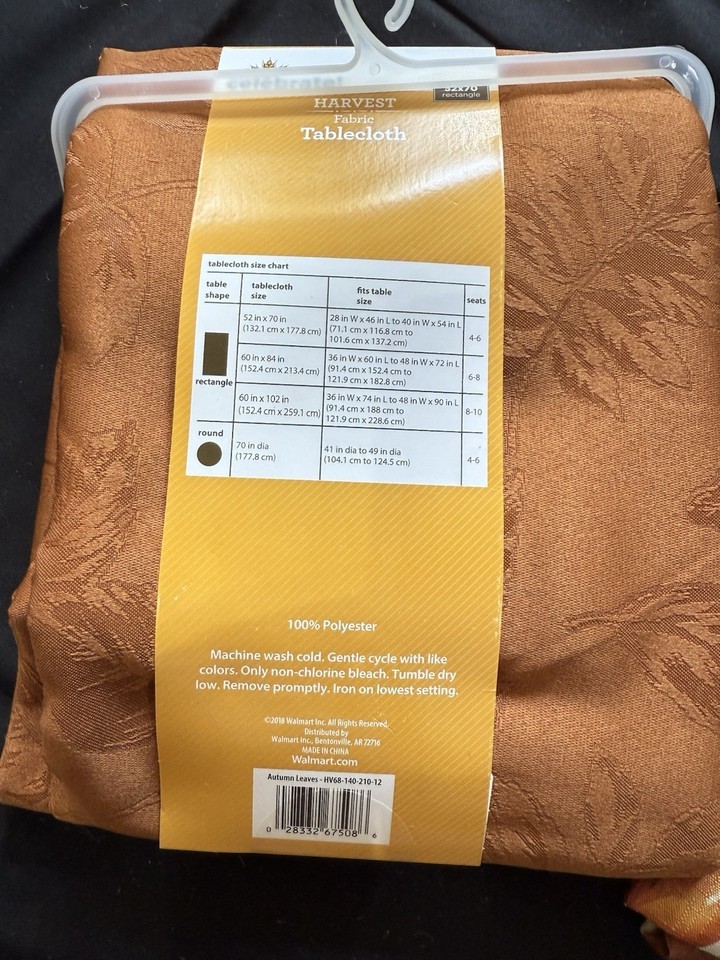 celebrate!
HARVEST
Fabric
Tablecloth
52x70
rectangle
tablecloth size chart
table shape tablecloth size fits table size seats
rectangle
52 in x 70 in
(132.1 cm x 177.8 cm)
28 in W x 46 in L to 40 in W x 54 in L
(71.1 cm x 116.8 cm to
101.6 cm x 137.2 cm)
4-6
60 in x 84 in
(152.4 cm x 213.4 cm)
36 in W x 60 in L to 48 in W x 72 in L
(91.4 cm x 152.4 cm to
121.9 cm x 182.8 cm)
6-8
60 in x 102 in
(152.4 cm x 259.1 cm)
36 in W x 74 in L to 48 in W x 90 in L
(91.4 cm x 188 cm to
121.9 cm x 228.6 cm)
8-10
round
70 in dia
(177.8 cm)
41 in dia to 49 in dia
(104.1 cm to 124.5 cm)
4-6
100% Polyester
Machine wash cold. Gentle cycle with like
colors. Only non-chlorine bleach. Tumble dry
low. Remove promptly. Iron on lowest setting.
©2018 Walmart Inc. All Rights Reserved.
Distributed by
Walmart Inc., Bentonville, AR 72716
MADE IN CHINA
Walmart.com
Autumn Leaves - HV68-140-210-12
0 28332 67508 6